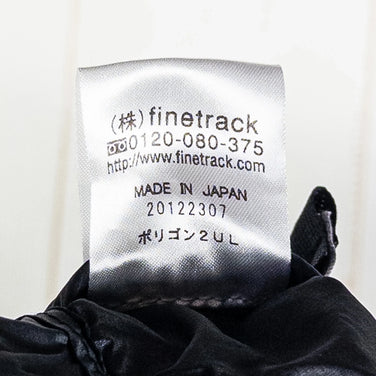 (株)finetrack
0120-080-375
http://www.finetrack.com/
MADE IN JAPAN
20122307
ポリゴン2UL